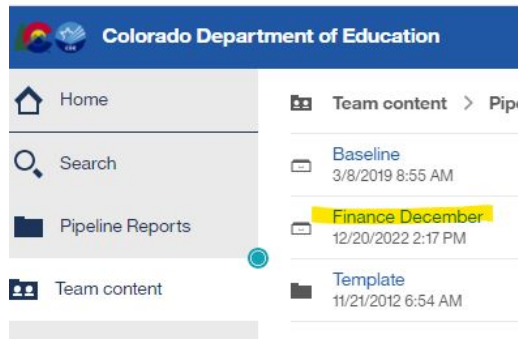 Colorado Department of Education
Home
Search
Pipeline Reports
Team content
Team content >
Baseline
3/8/2019 8:55 AM
Finance December
12/20/2022 2:17 PM
Template
11/21/2012 6:54 AM